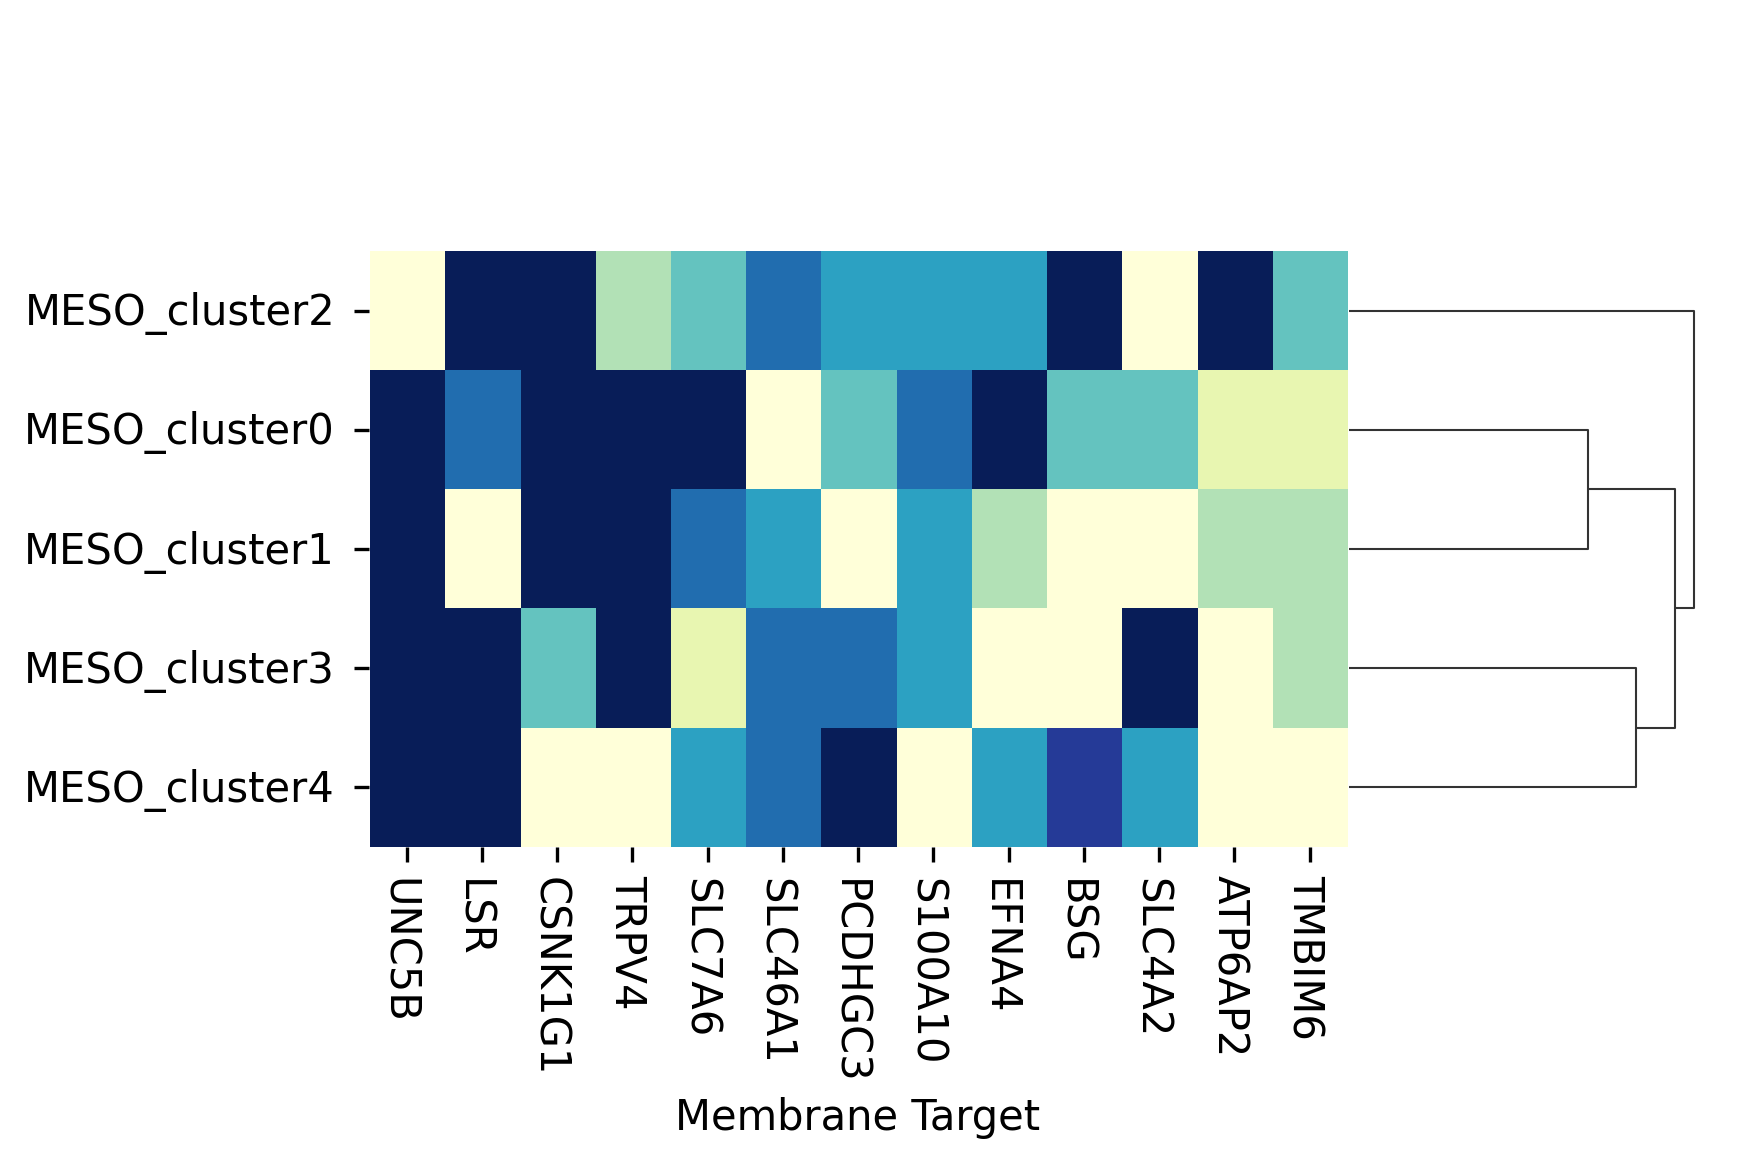 MESO_cluster2
MESO_cluster0
MESO_cluster1
MESO_cluster3
MESO_cluster4
UNC5B
LSR
CSNK1G1
TRPV4
SLC7A6
SLC46A1
PCDHGC3
S100A10
EFNA4
BSG
SLC4A2
ATP6AP2
TMBIM6
Membrane Target